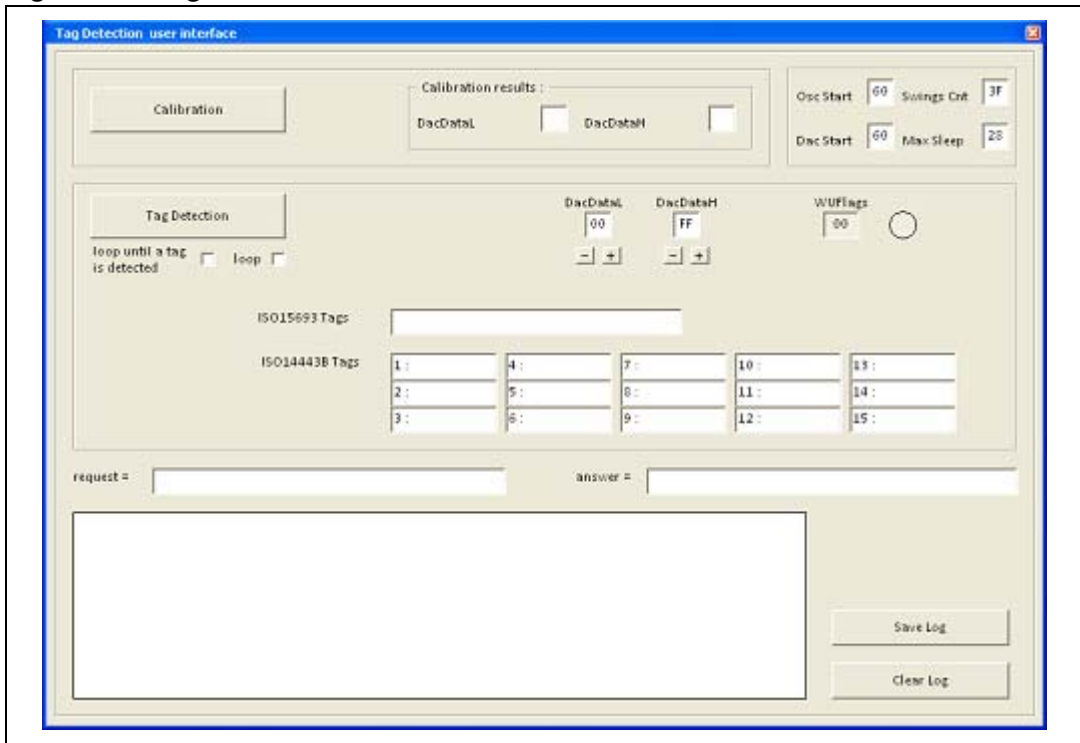 Tag Detection user interface
Calibration
Calibration results :
DacDataL
DacDataH
Osc Start 60 Swings Cnt 3F
Dac Start 60 Max Sleep 28
Tag Detection
loop until a tag
is detected
loop
DacDataL
00
- +
DacDataH
FF
- +
WUFlags
00
ISO15693 Tags
ISO14443B Tags
1 : 4 : 7 : 10 : 13 :
2 : 5 : 8 : 11 : 14 :
3 : 6 : 9 : 12 : 15 :
request =
answer =
Save Log
Clear Log